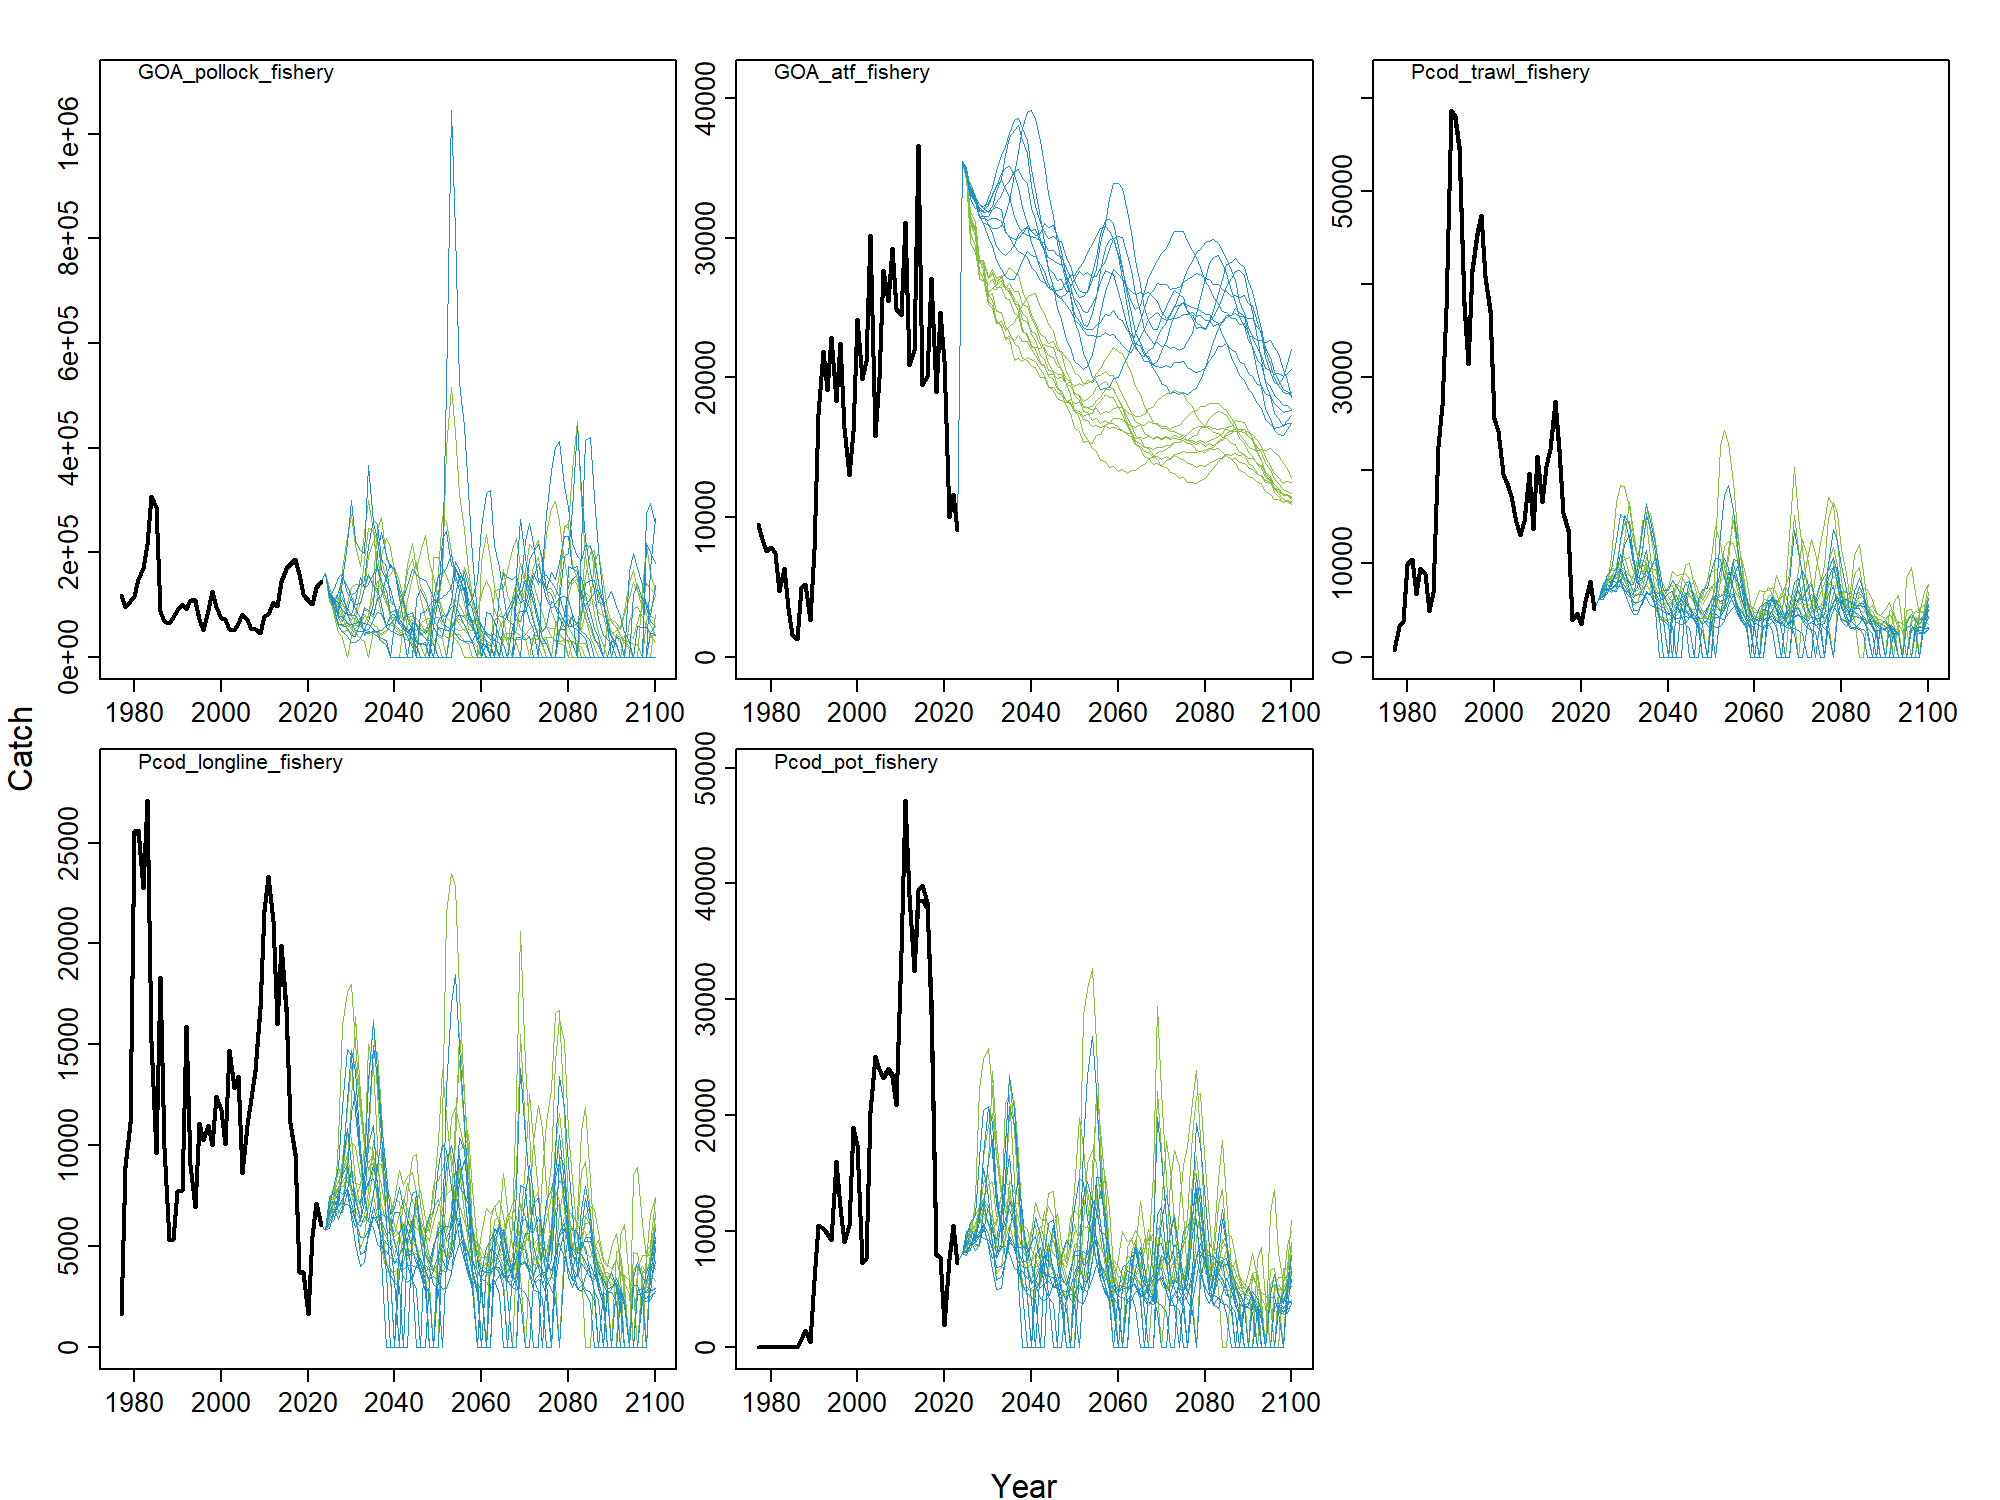 GOA_pollock_fishery
0e+00 2e+05 4e+05 6e+05 8e+05 1e+06
1980 2000 2020 2040 2060 2080 2100
GOA_atf_fishery
0 10000 20000 30000 40000
1980 2000 2020 2040 2060 2080 2100
Pcod_trawl_fishery
0 10000 30000 50000
1980 2000 2020 2040 2060 2080 2100
Catch
Pcod_longline_fishery
0 5000 10000 15000 20000 25000
1980 2000 2020 2040 2060 2080 2100
Pcod_pot_fishery
0 10000 20000 30000 40000 50000
1980 2000 2020 2040 2060 2080 2100
Year